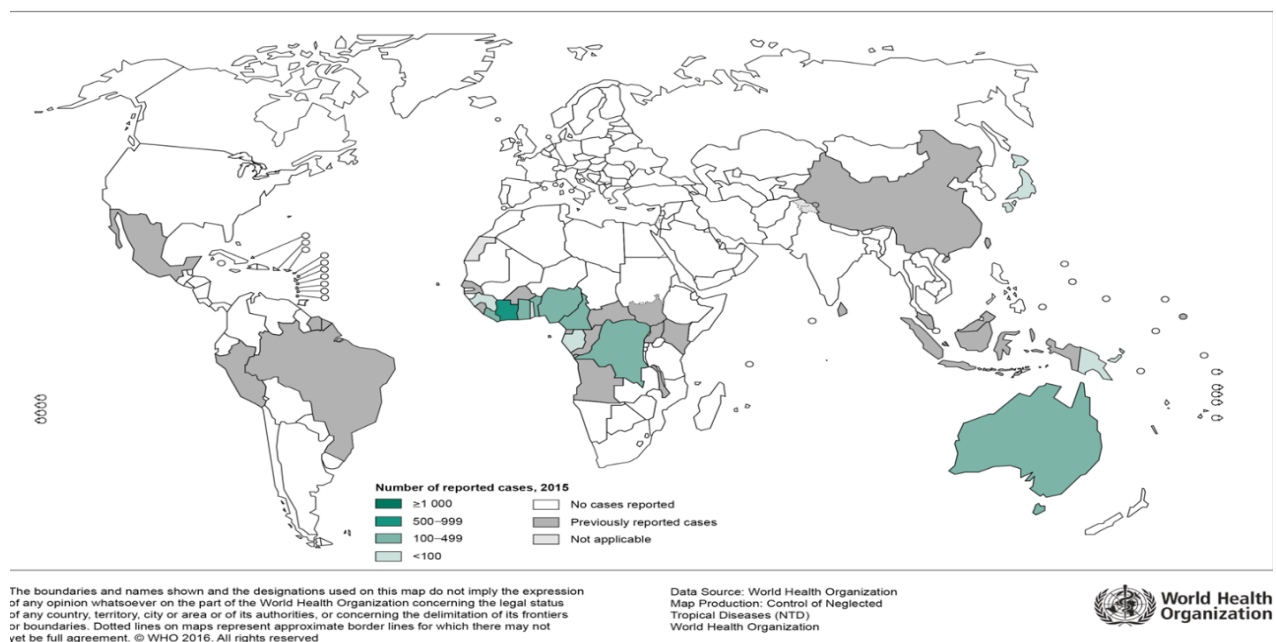 Number of reported cases, 2015
≥1 000
500–999
100–499
<100
No cases reported
Previously reported cases
Not applicable
The boundaries and names shown and the designations used on this map do not imply the expression
of any opinion whatsoever on the part of the World Health Organization concerning the legal status
of any country, territory, city or area or of its authorities, or concerning the delimitation of its frontiers
or boundaries. Dotted lines on maps represent approximate border lines for which there may not
yet be full agreement. © WHO 2016. All rights reserved
Data Source: World Health Organization
Map Production: Control of Neglected
Tropical Diseases (NTD)
World Health Organization
World Health
Organization